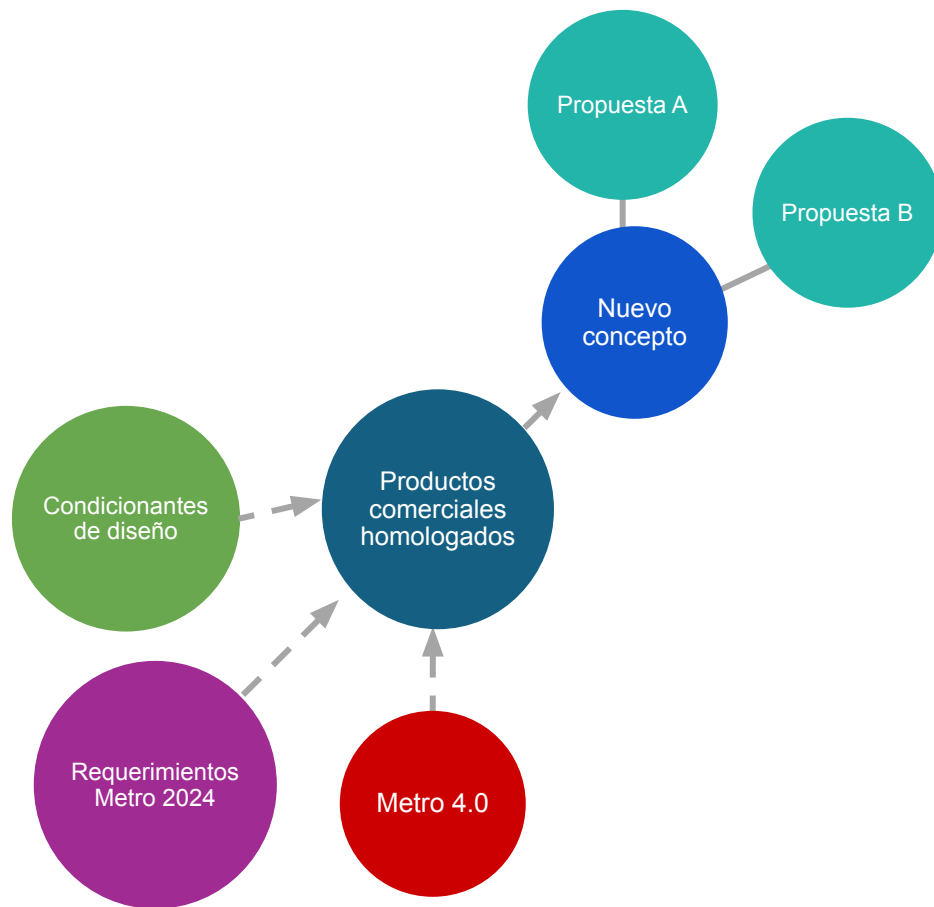 Propuesta A
Propuesta B
Nuevo
concepto
Productos
comerciales
homologados
Condicionantes
de diseño
Requerimientos
Metro 2024
Metro 4.0